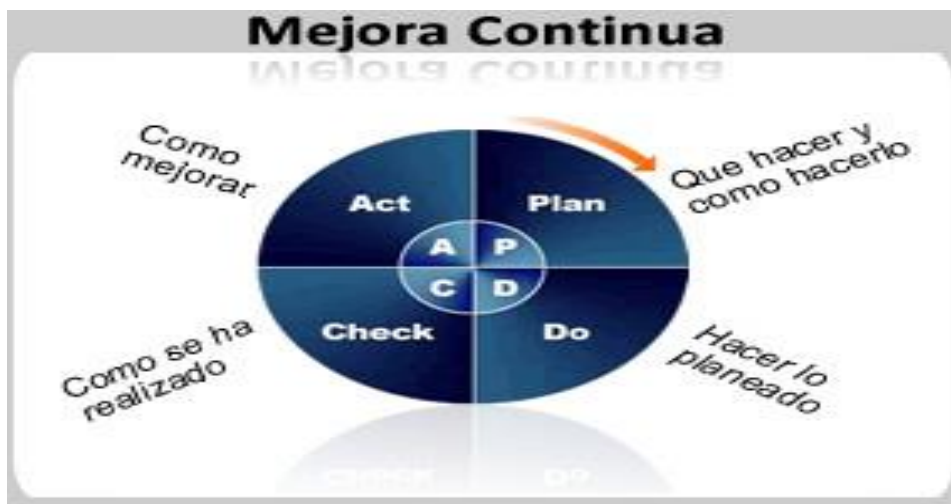 Mejora Continua
Como
mejorar
Que hacer y
como hacerlo
Act
Plan
A
P
C
D
Check
Do
Como se ha
realizado
Hacer lo
planeado